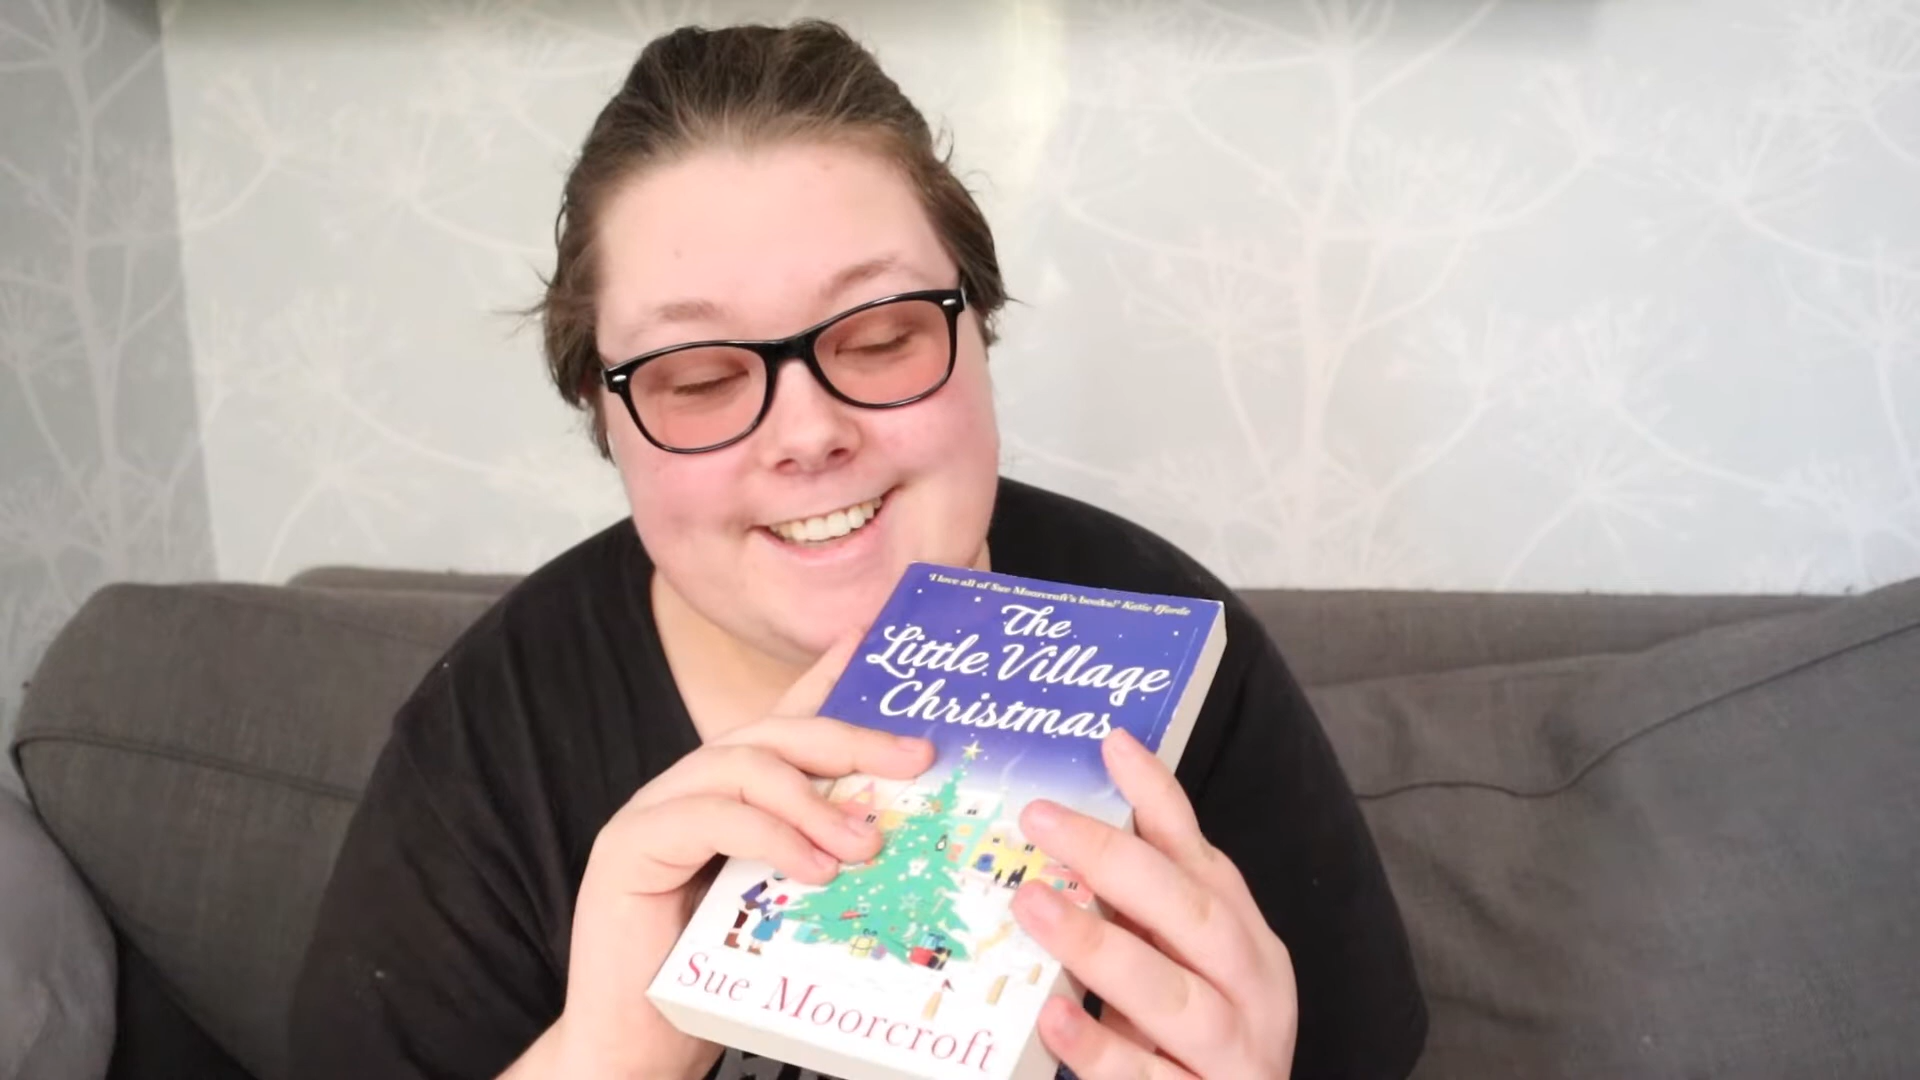 'I love all of Sue Moorcroft's books!' Katie Fforde
The
Little Village
Christmas
Sue Moorcroft